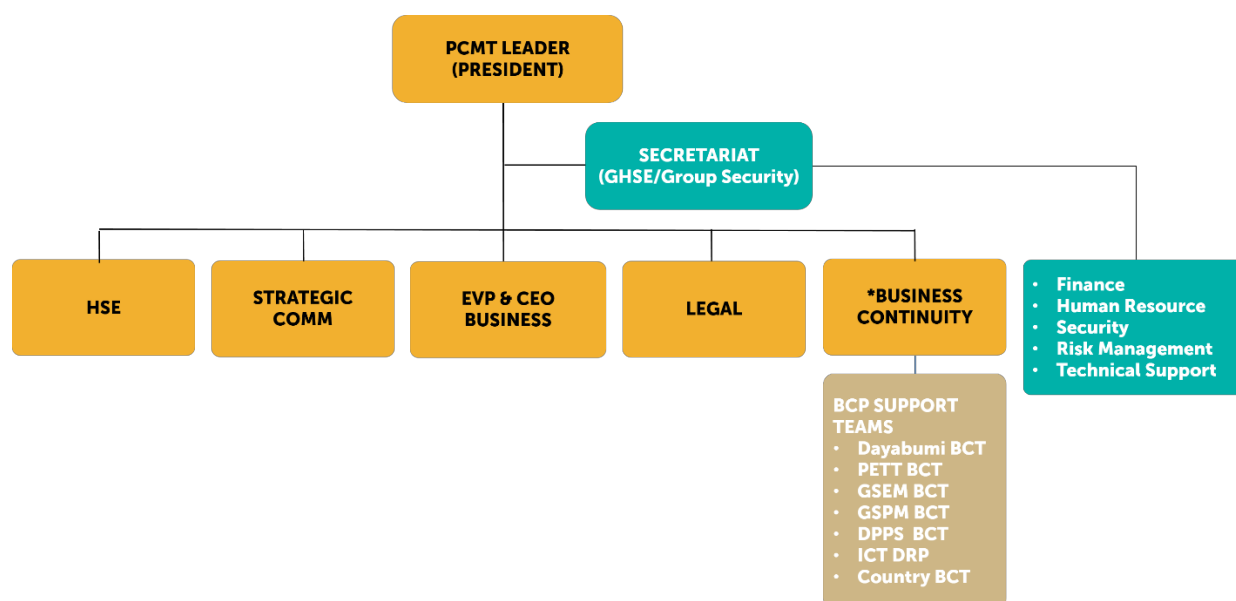 PCMT LEADER
(PRESIDENT)
SECRETARIAT
(GHSE/Group Security)
HSE
STRATEGIC
COMM
EVP & CEO
BUSINESS
LEGAL
*BUSINESS
CONTINUITY
• Finance
• Human Resource
• Security
• Risk Management
• Technical Support
BCP SUPPORT
TEAMS
• Dayabumi BCT
• PETT BCT
• GSEM BCT
• GSPM BCT
• DPPS BCT
• ICT DRP
• Country BCT